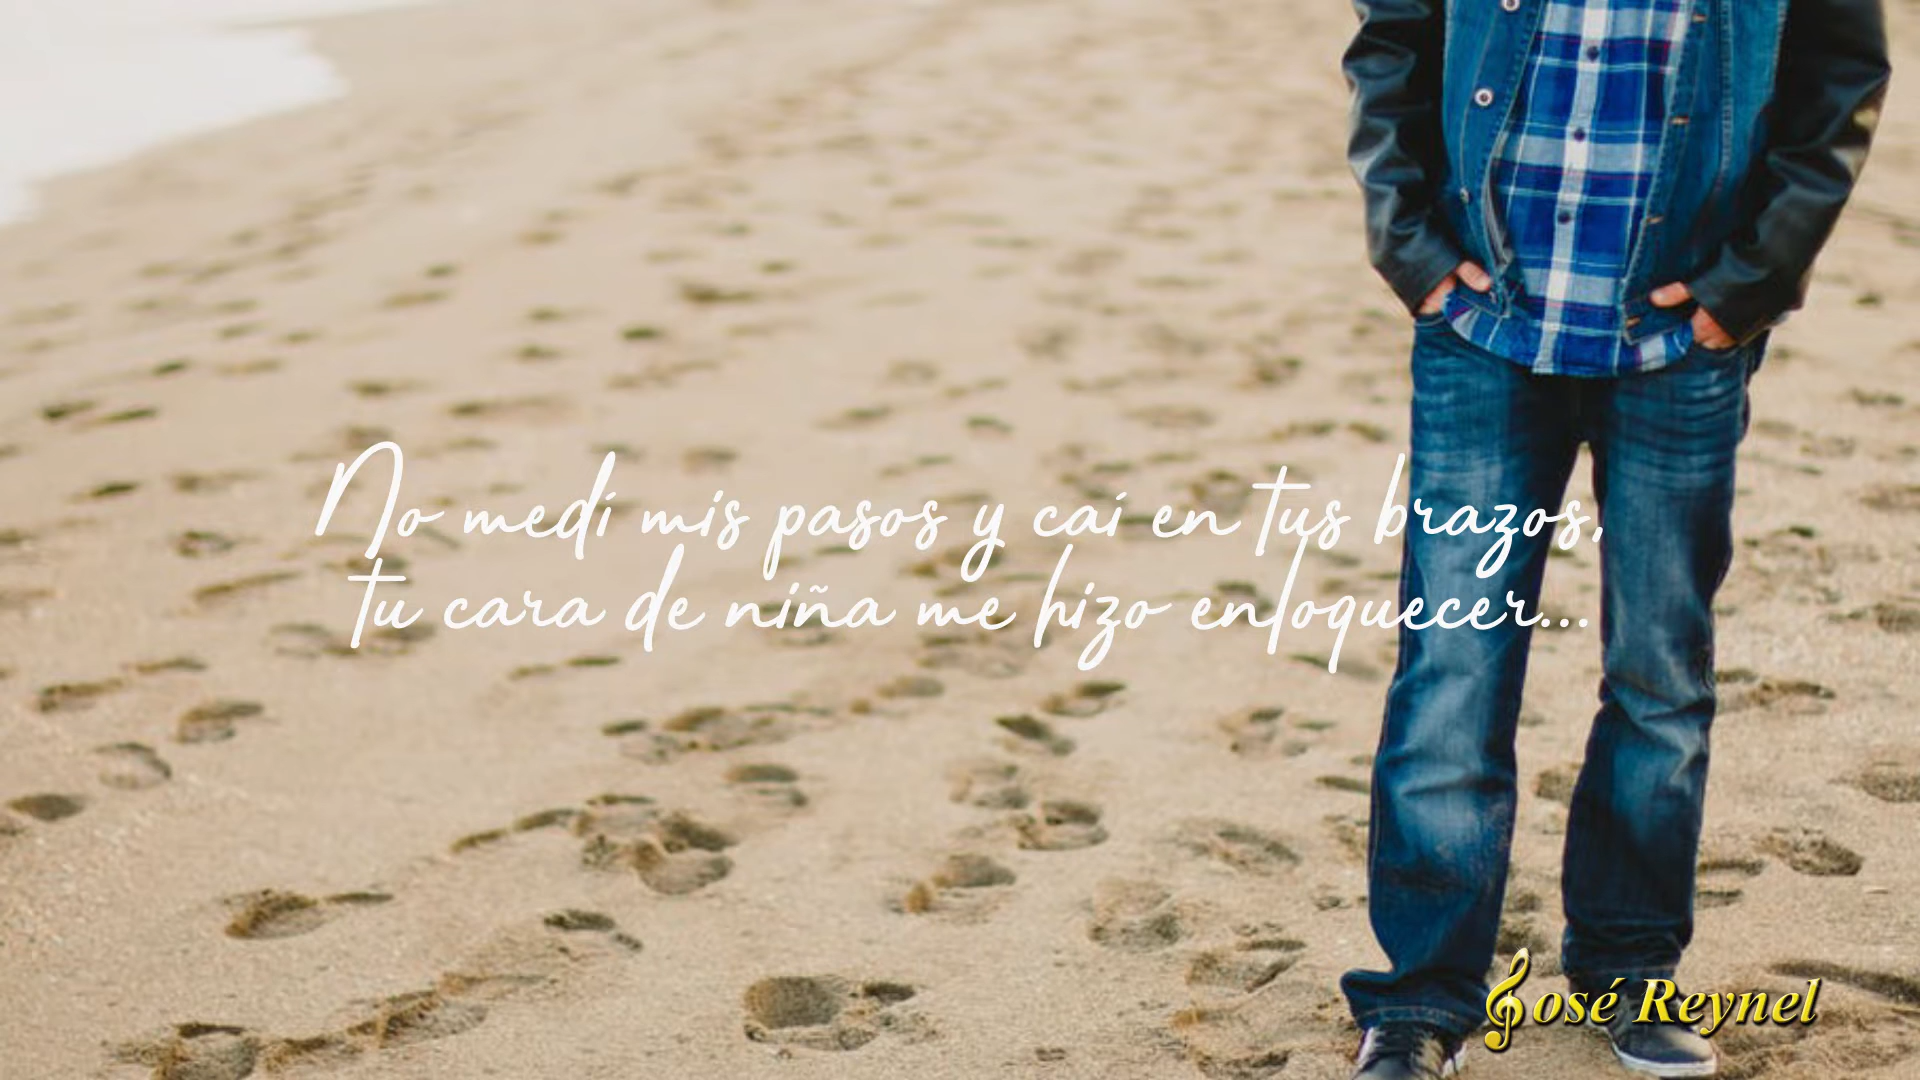 No medí mis pasos y caí en tus brazos,
tu cara de niña me hizo enloquecer...
José Reynel